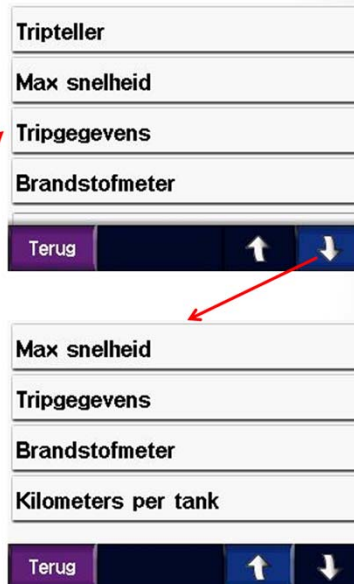 Tripteller
Max snelheid
Tripgegevens
Brandstofmeter
Terug
Max snelheid
Tripgegevens
Brandstofmeter
Kilometers per tank
Terug